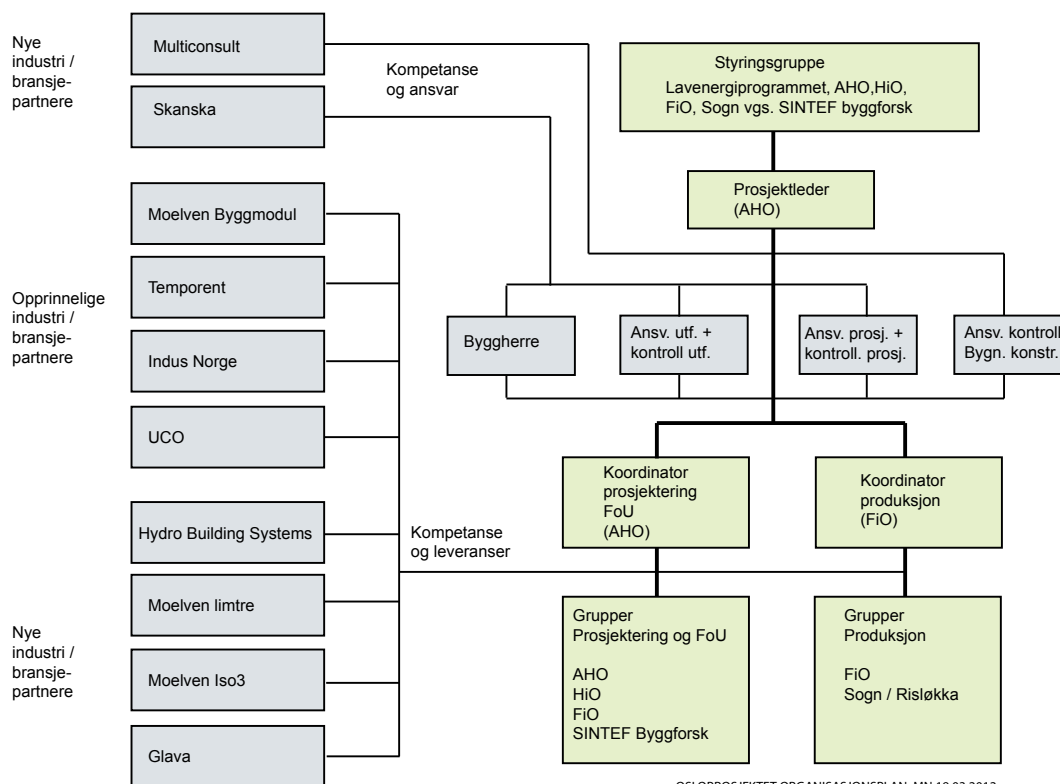 Nye
industri /
bransje-
partnere
Multiconsult
Skanska
Kompetanse
og ansvar
Styringsgruppe
Lavenergiprogrammet, AHO,HiO,
FiO, Sogn vgs. SINTEF byggforsk
Prosjektleder
(AHO)
Opprinnelige
industri /
bransje-
partnere
Moelven Byggmodul
Temporent
Indus Norge
UCO
Byggherre
Ansv. utf. +
kontroll utf.
Ansv. prosj. +
kontroll. prosj.
Ansv. kontroll
Bygn. konstr.
Koordinator
prosjektering
FoU
(AHO)
Koordinator
produksjon
(FiO)
Nye
industri /
bransje-
partnere
Hydro Building Systems
Moelven limtre
Moelven Iso3
Glava
Kompetanse
og leveranser
Grupper
Prosjektering og FoU
AHO
HiO
FiO
SINTEF Byggforsk
Grupper
Produksjon
FiO
Sogn / Risløkka